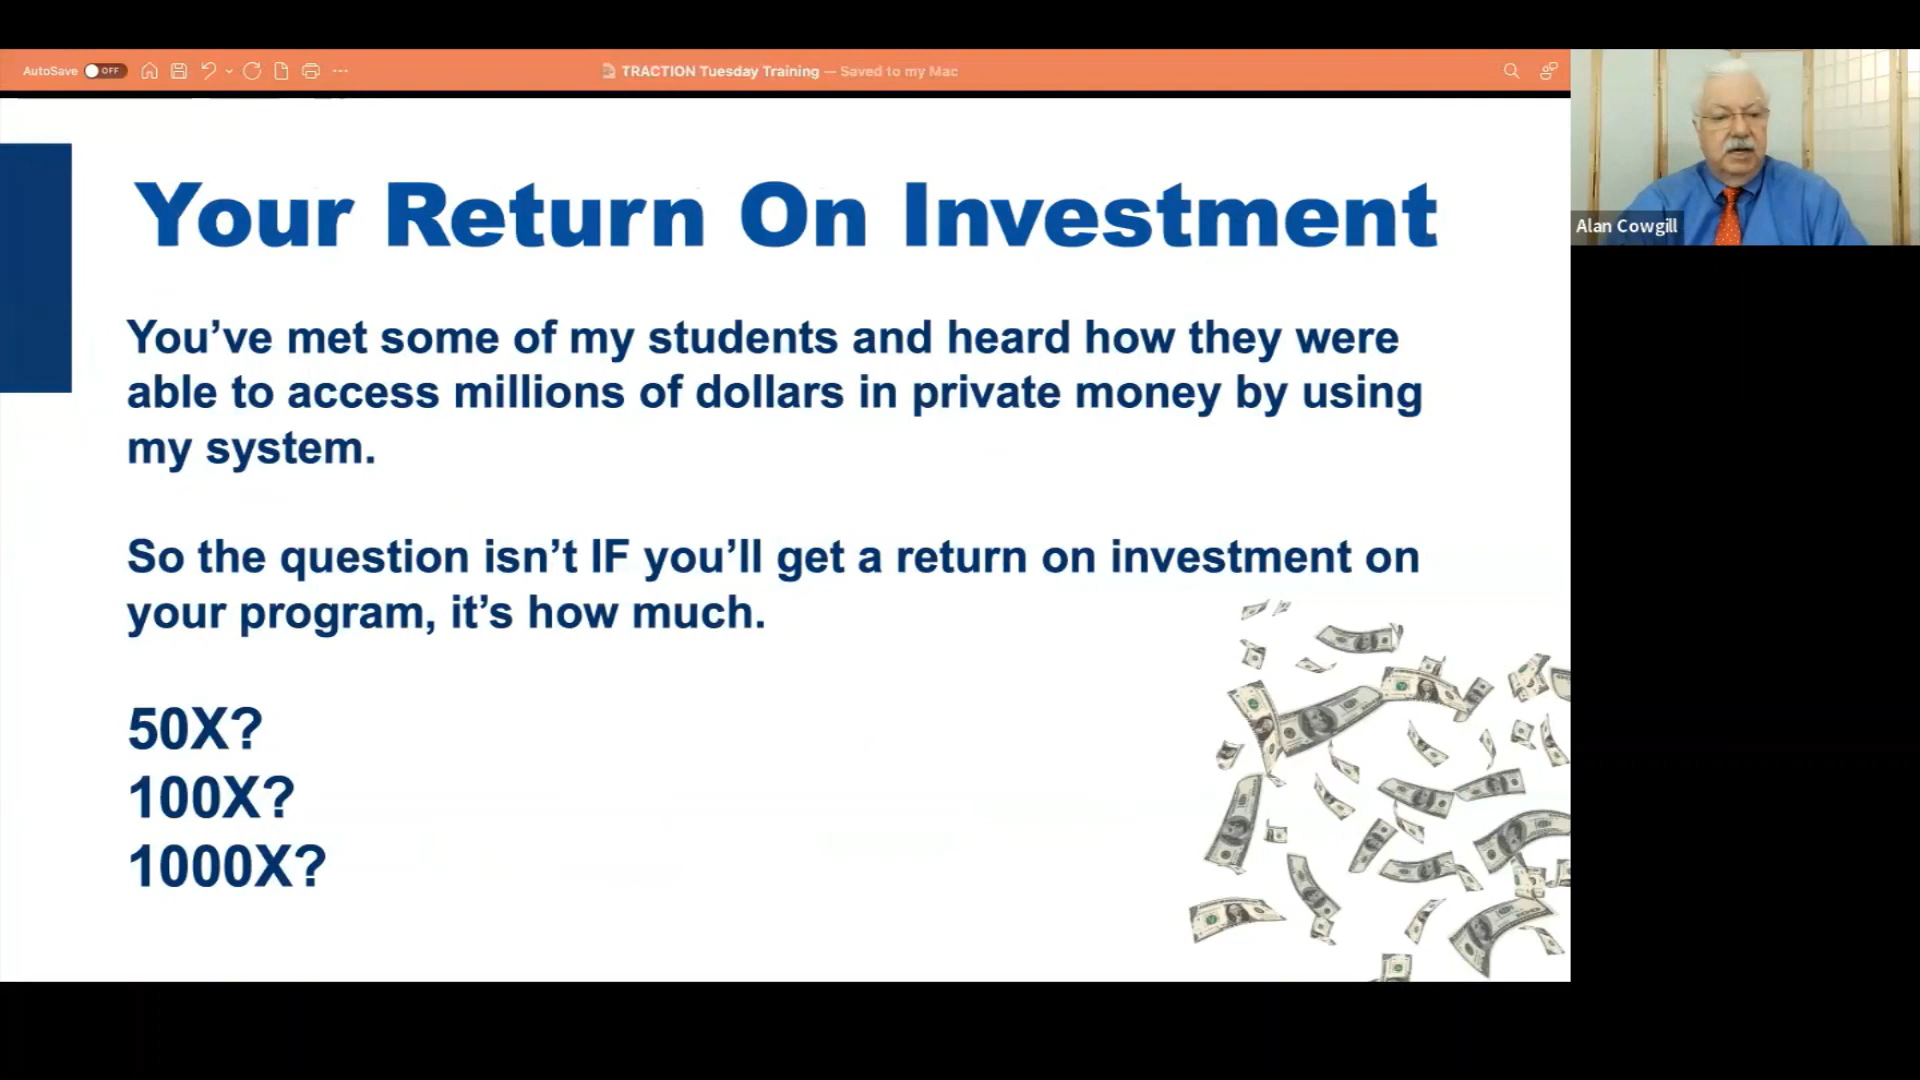 AutoSave OFF
TRACTION Tuesday Training — Saved to my Mac
Your Return On Investment
You’ve met some of my students and heard how they were
able to access millions of dollars in private money by using
my system.
So the question isn’t IF you’ll get a return on investment on
your program, it’s how much.
50X?
100X?
1000X?
Alan Cowgill